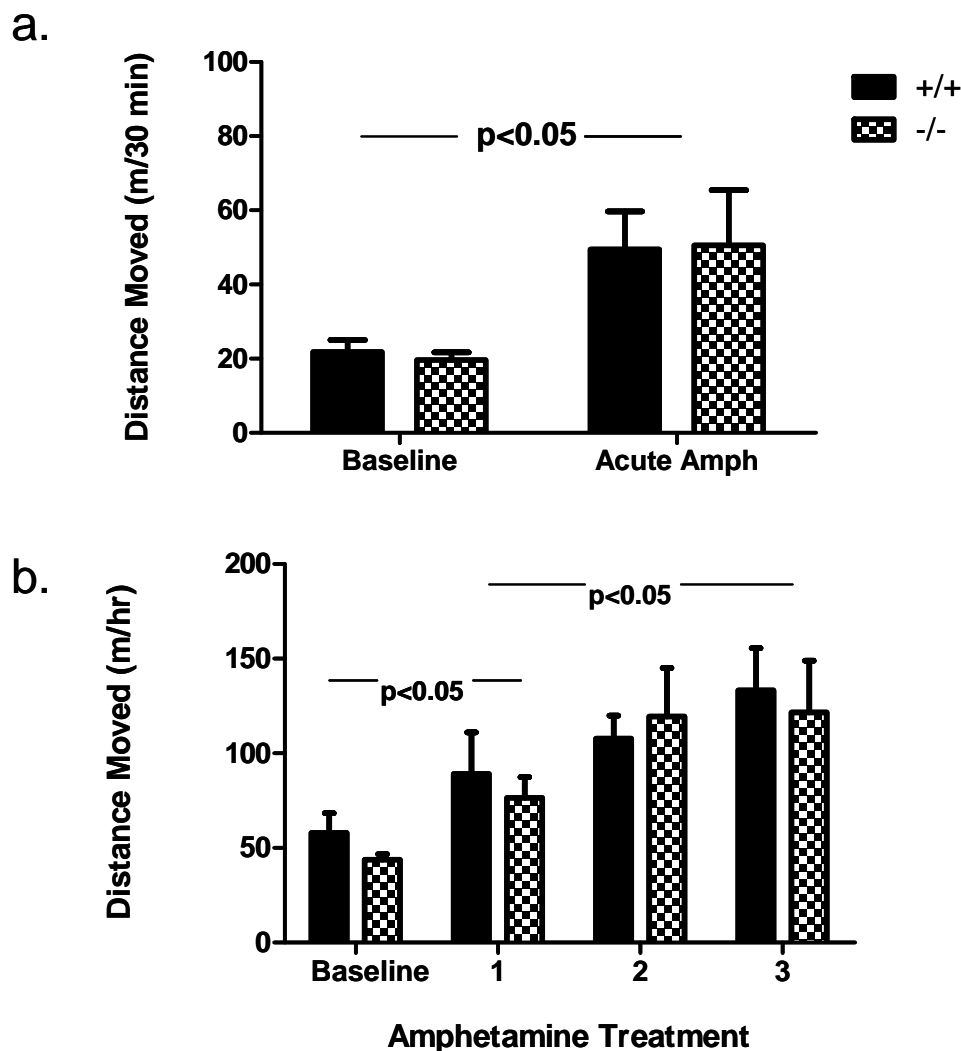 a.
Distance Moved (m/30 min)
100
80
60
40
20
0
p<0.05
+/+
-/-
Baseline
Acute Amph
b.
Distance Moved (m/hr)
200
150
100
50
0
p<0.05
p<0.05
Baseline
1
2
3
Amphetamine Treatment